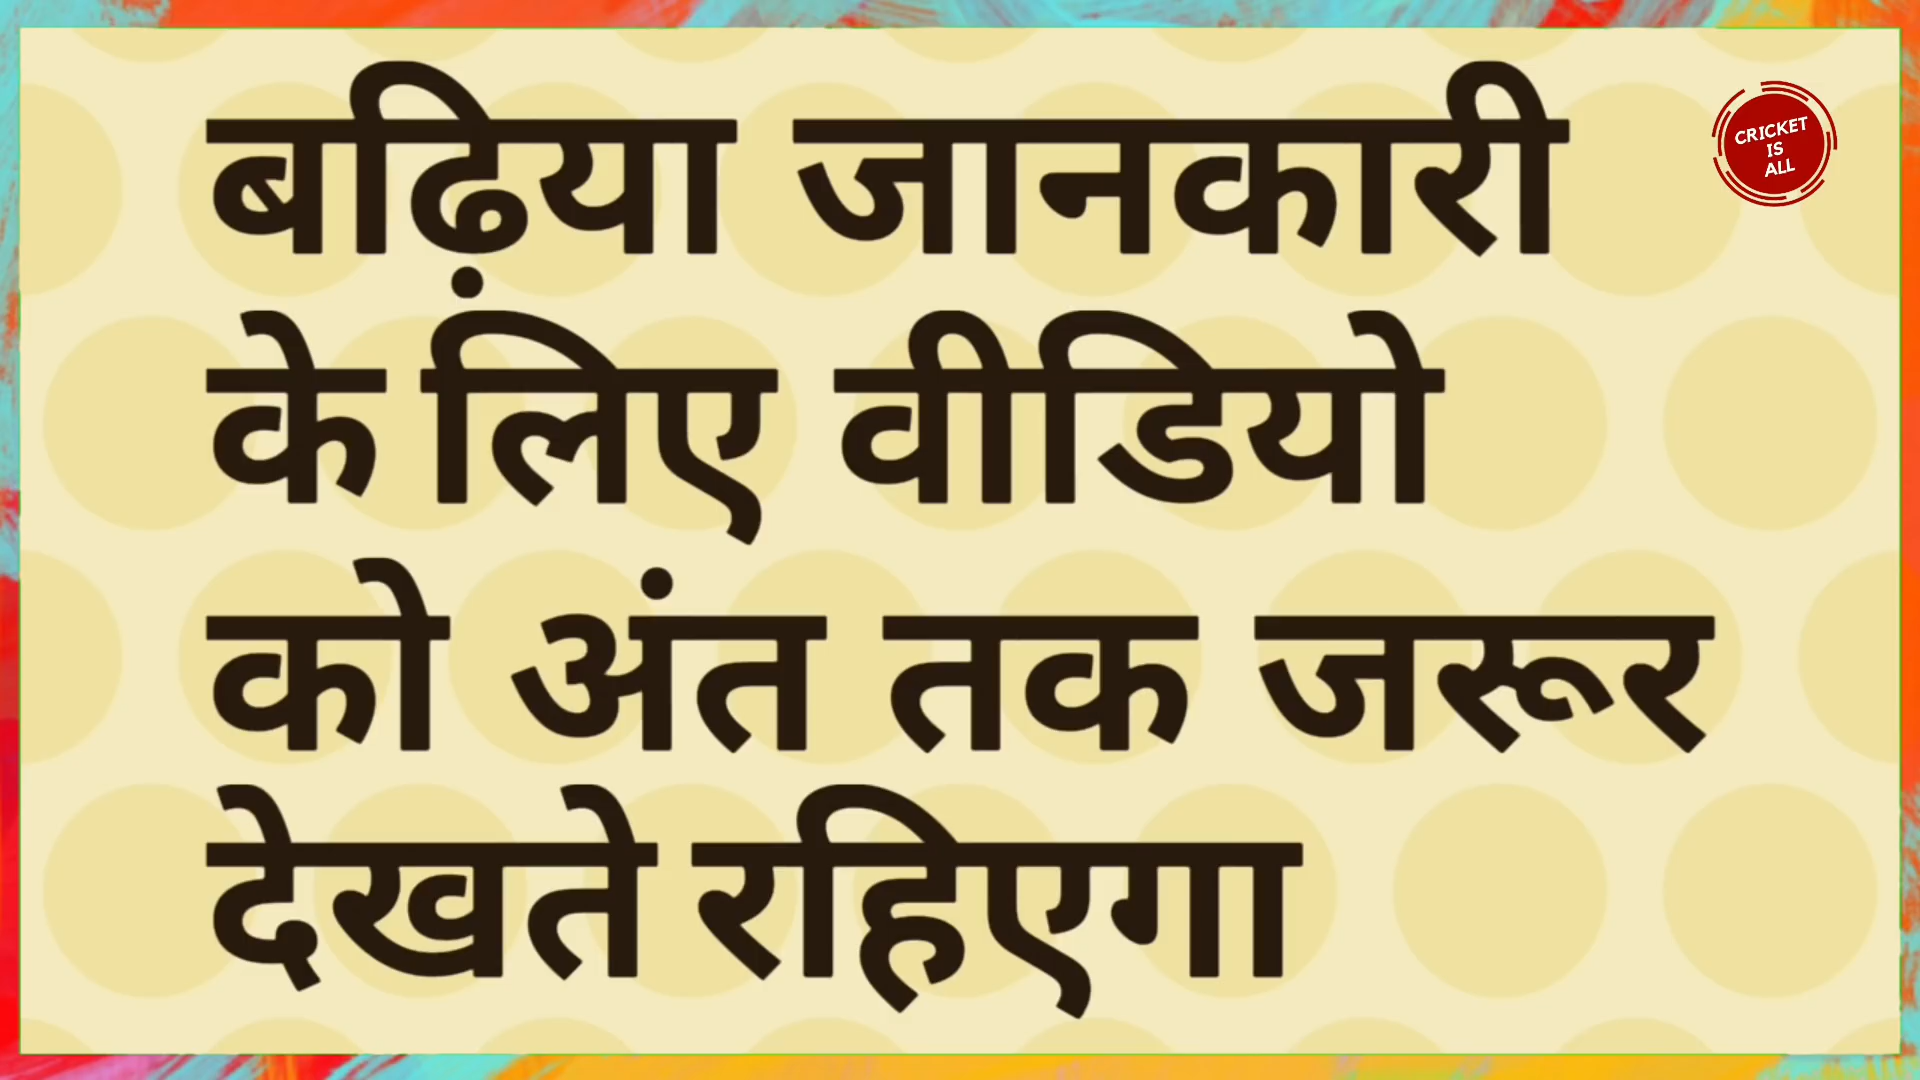 बढ़िया जानकारी
के लिए वीडियो
को अंत तक जरूर
देखते रहिएगा
CRICKET
IS
ALL